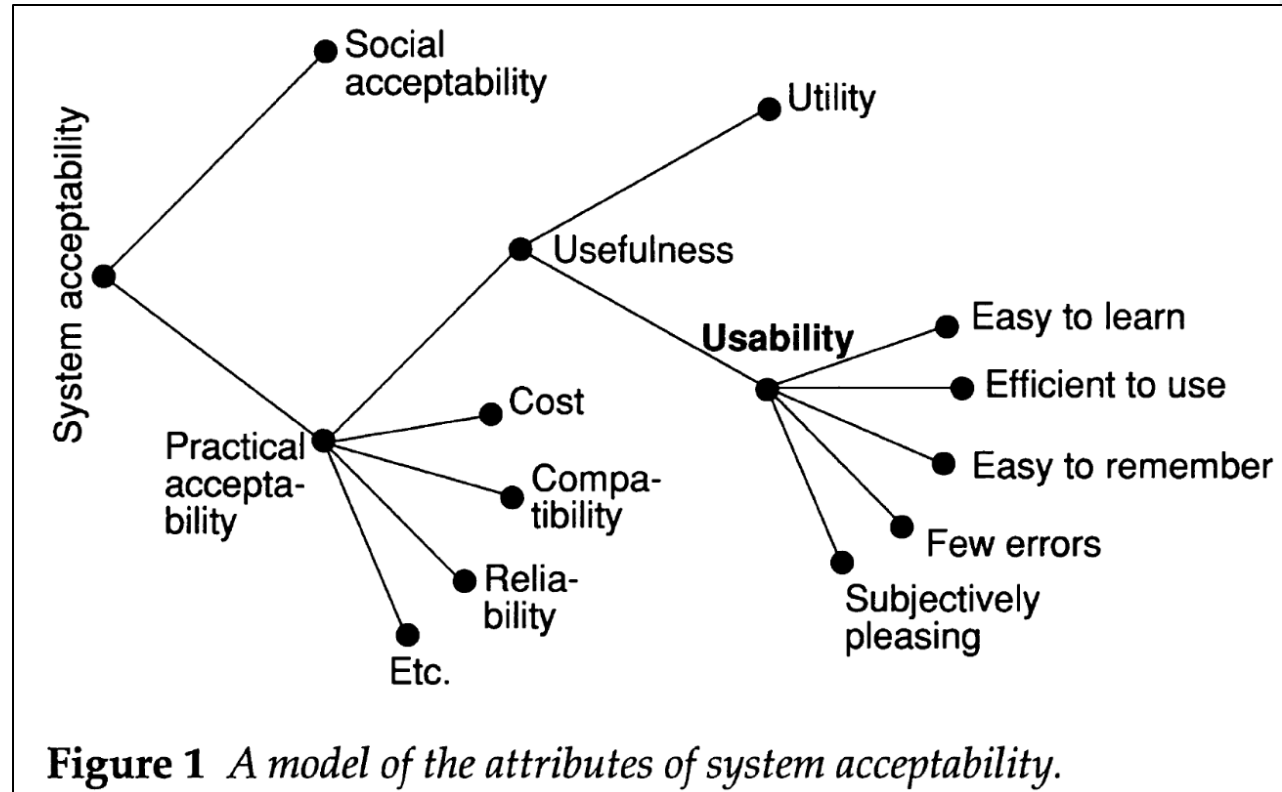 Social
acceptability
Utility
System acceptability
Usefulness
Usability
Easy to learn
Efficient to use
Easy to remember
Few errors
Subjectively
pleasing
Practical
accepta-
bility
Cost
Compa-
tibility
Relia-
bility
Etc.
Figure 1 A model of the attributes of system acceptability.